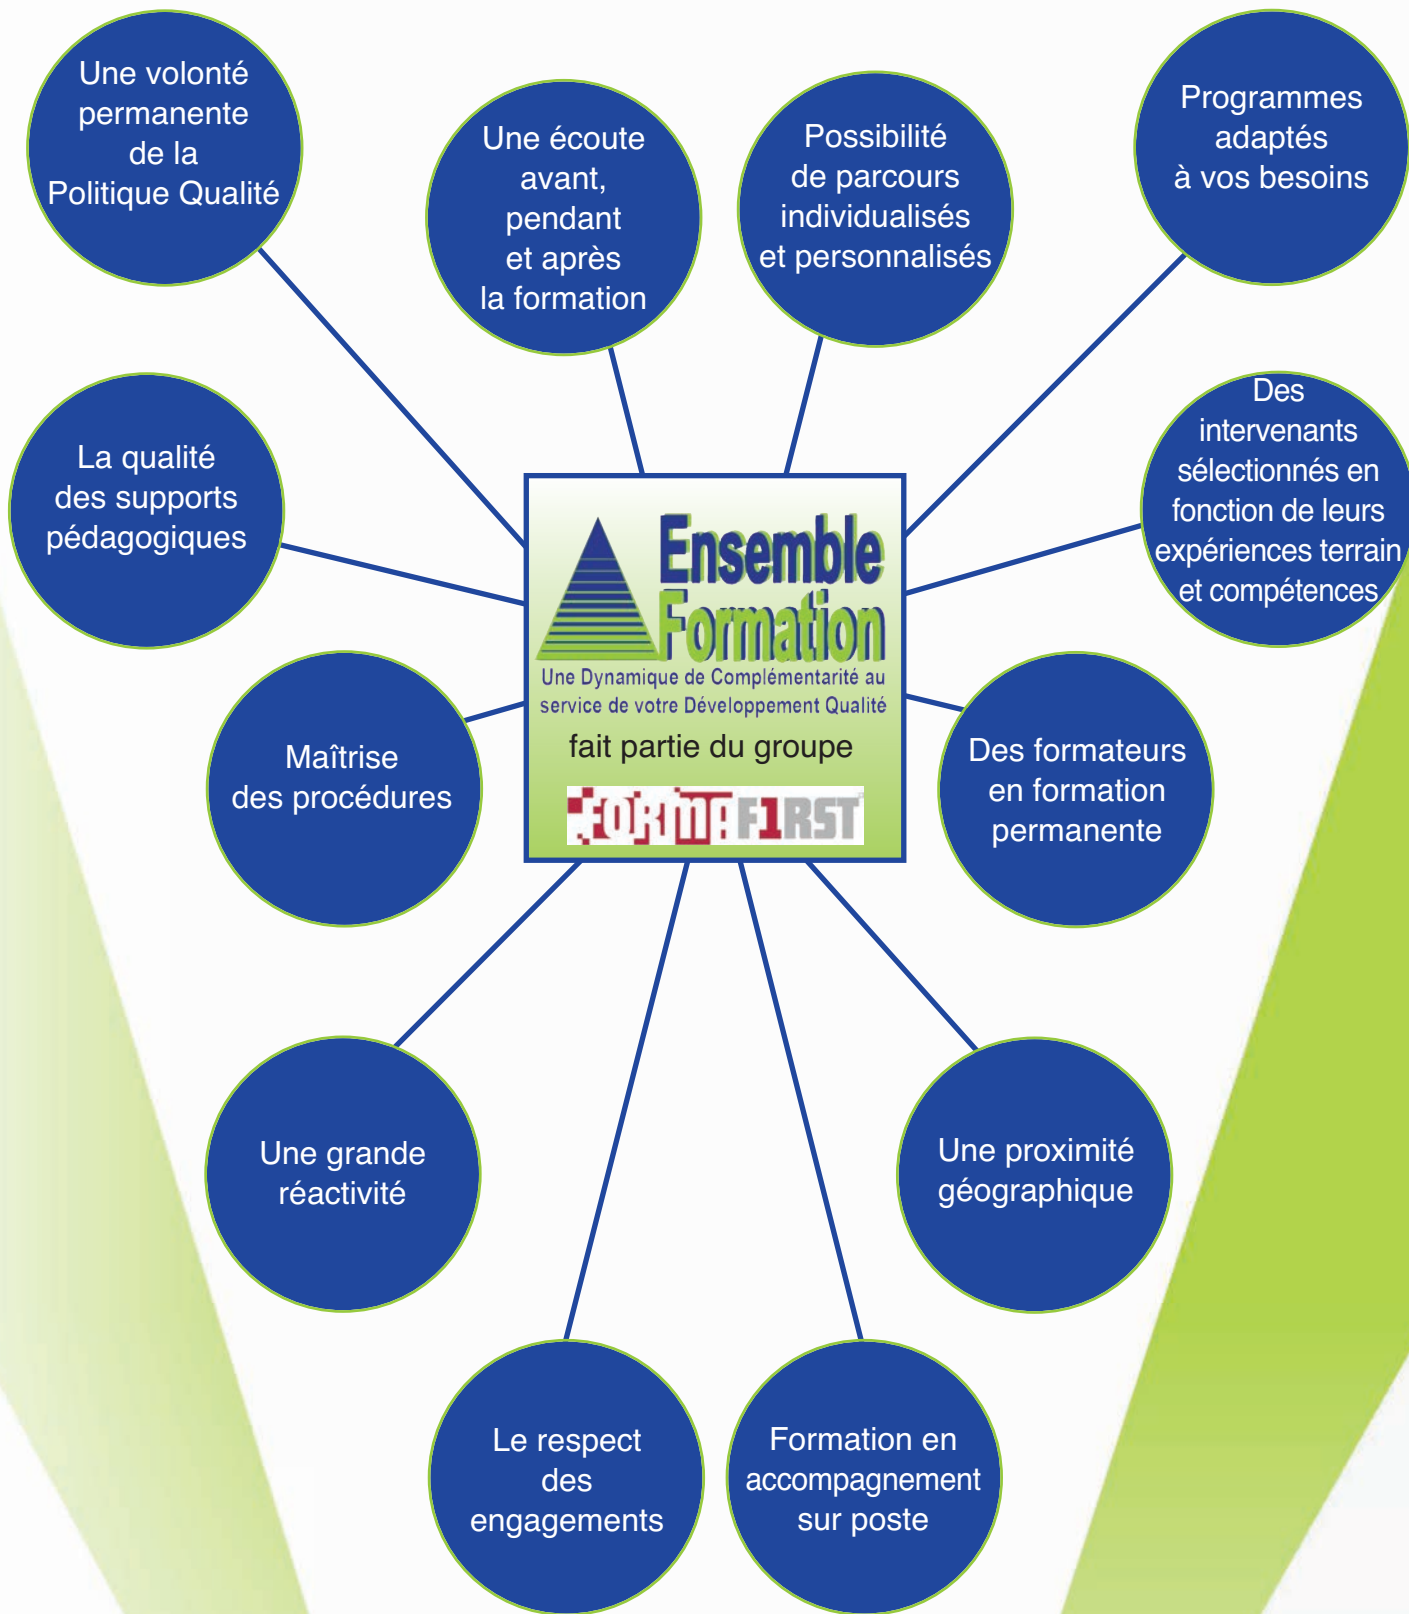 Une volonté
permanente
de la
Politique Qualité
Une écoute
avant,
pendant
et après
la formation
Possibilité
de parcours
individualisés
et personnalisés
Programmes
adaptés
à vos besoins
La qualité
des supports
pédagogiques
Des
intervenants
sélectionnés en
fonction de leurs
expériences terrain
et compétences
Ensemble
Formation
Une Dynamique de Complémentarité au
service de votre Développement Qualité
fait partie du groupe
FORMA F1RST
Maîtrise
des procédures
Des formateurs
en formation
permanente
Une grande
réactivité
Une proximité
géographique
Le respect
des
engagements
Formation en
accompagnement
sur poste